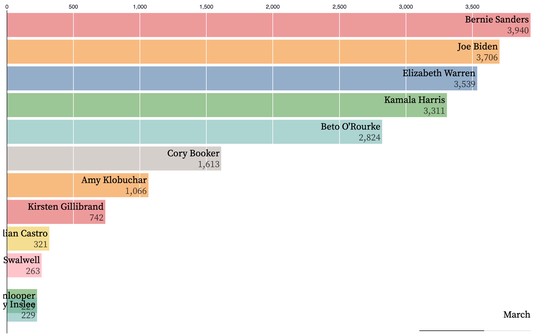 0 500 1,000 1,500 2,000 2,500 3,000 3,500
Bernie Sanders
3,940
Joe Biden
3,706
Elizabeth Warren
3,539
Kamala Harris
3,311
Beto O'Rourke
2,824
Cory Booker
1,613
Amy Klobuchar
1,066
Kirsten Gillibrand
742
lian Castro
321
Swalwell
263
nlooper
y Inslee
229
March